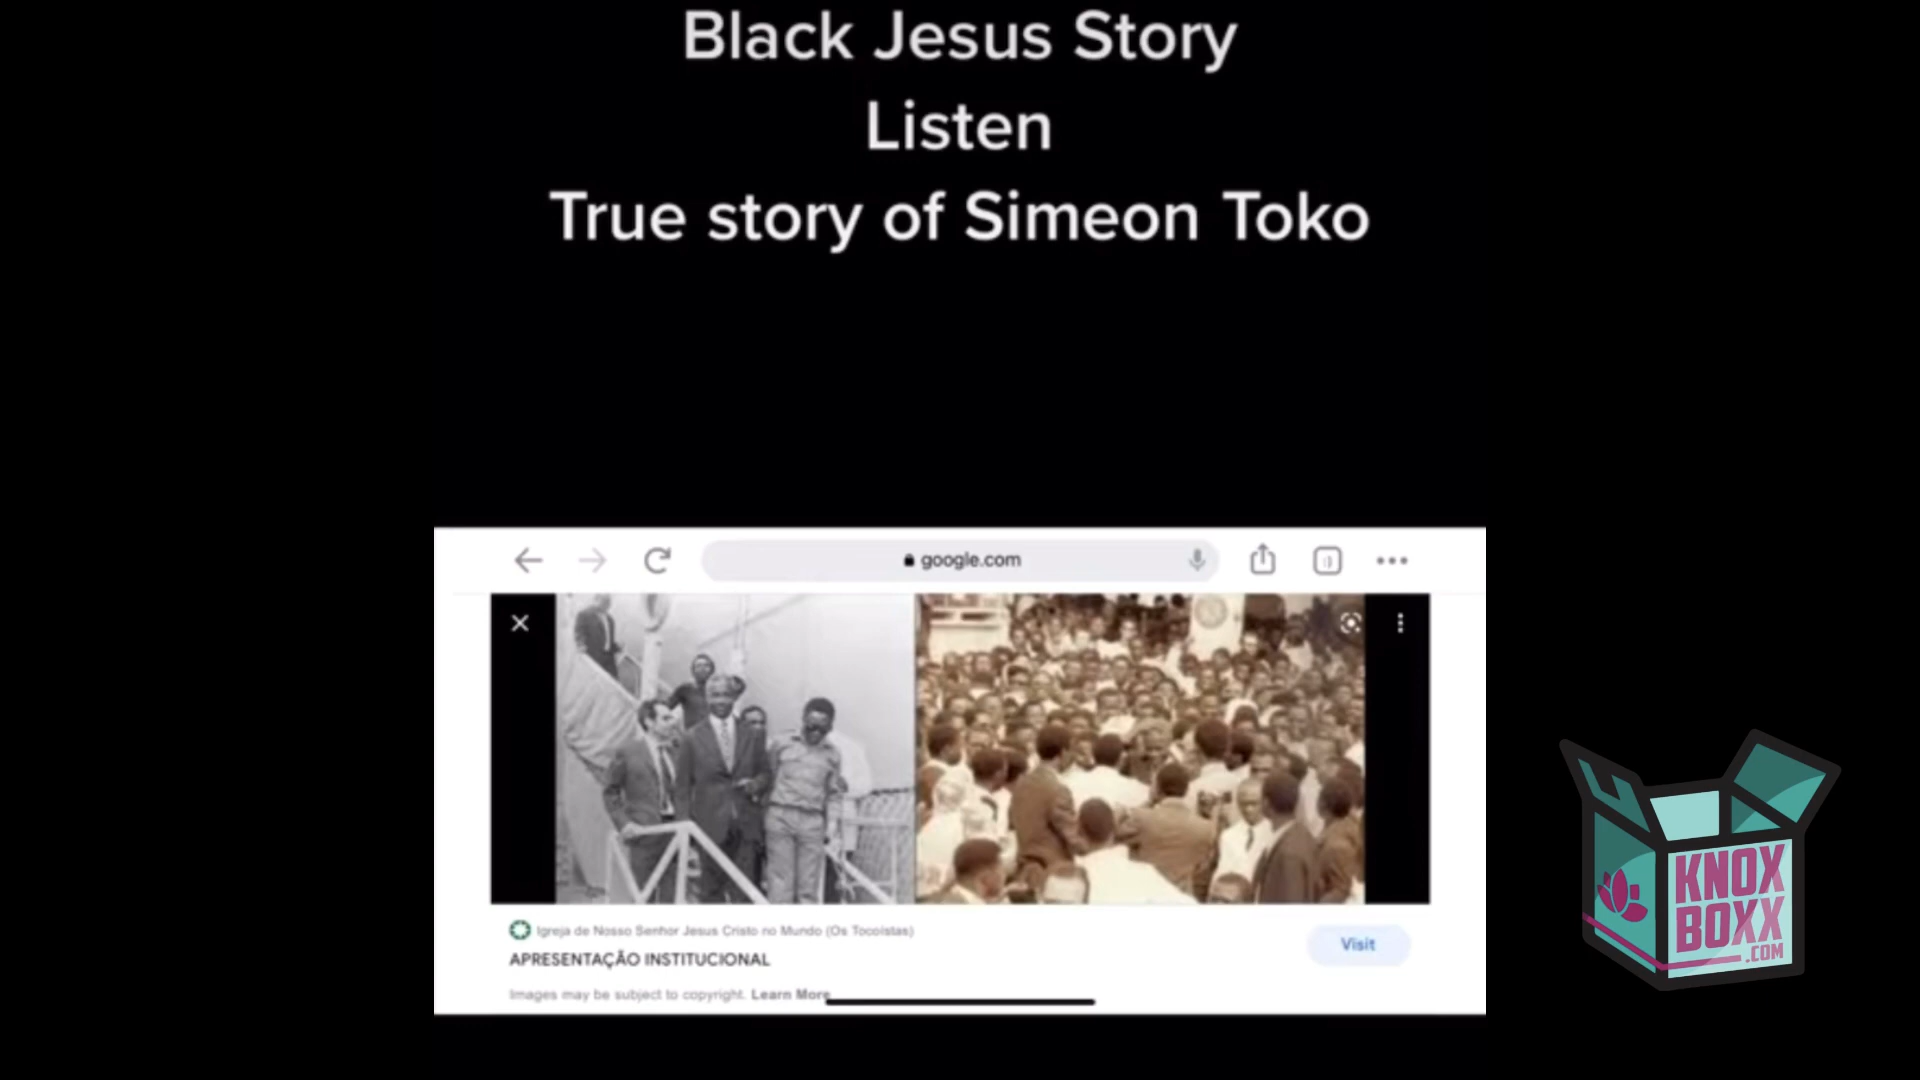 Black Jesus Story
Listen
True story of Simeon Toko
google.com
Igreja de Nosso Senhor Jesus Cristo no Mundo (Os Tocoístas)
APRESENTAÇÃO INSTITUCIONAL
Visit
Images may be subject to copyright. Learn More
KNOX
BOXX
.COM